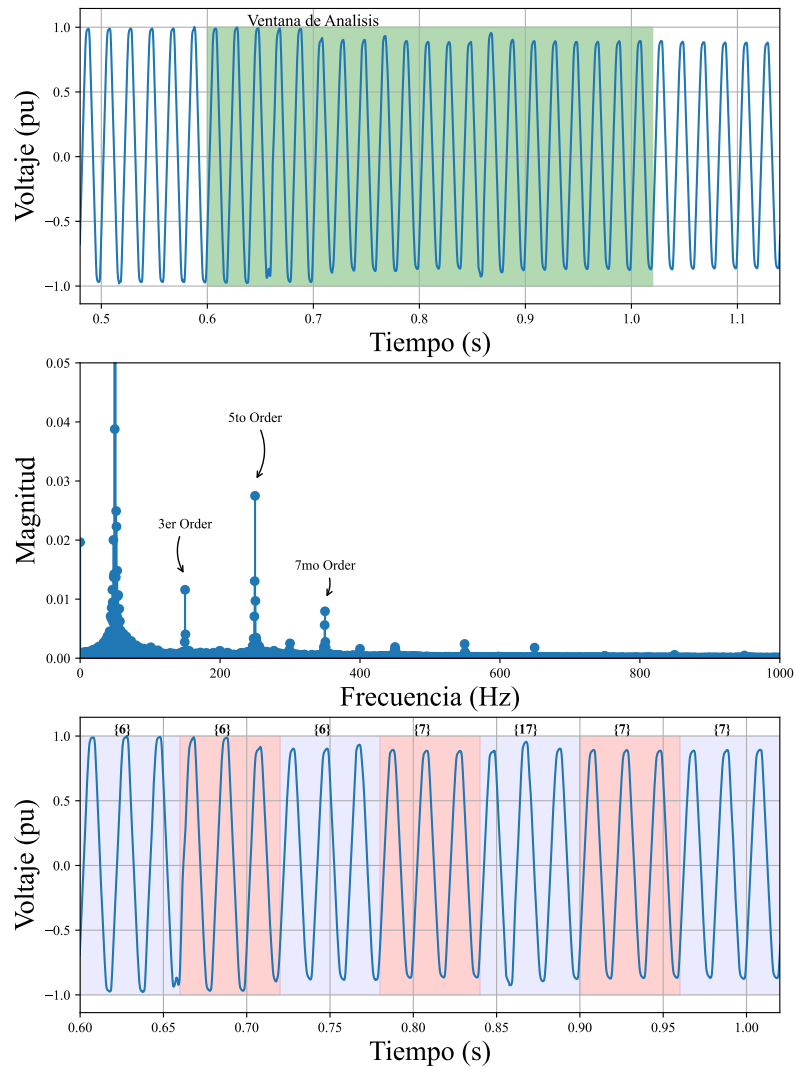 Ventana de Analisis
1.0
0.5
0.0
−0.5
−1.0
Voltaje (pu)
0.5 0.6 0.7 0.8 0.9 1.0 1.1
Tiempo (s)
0.05
0.04
0.03
0.02
0.01
0.00
Magnitud
5to Order
3er Order
7mo Order
0 200 400 600 800 1000
Frecuencia (Hz)
{6} {6} {6} {7} {17} {7} {7}
1.0
0.5
0.0
−0.5
−1.0
Voltaje (pu)
0.60 0.65 0.70 0.75 0.80 0.85 0.90 0.95 1.00
Tiempo (s)